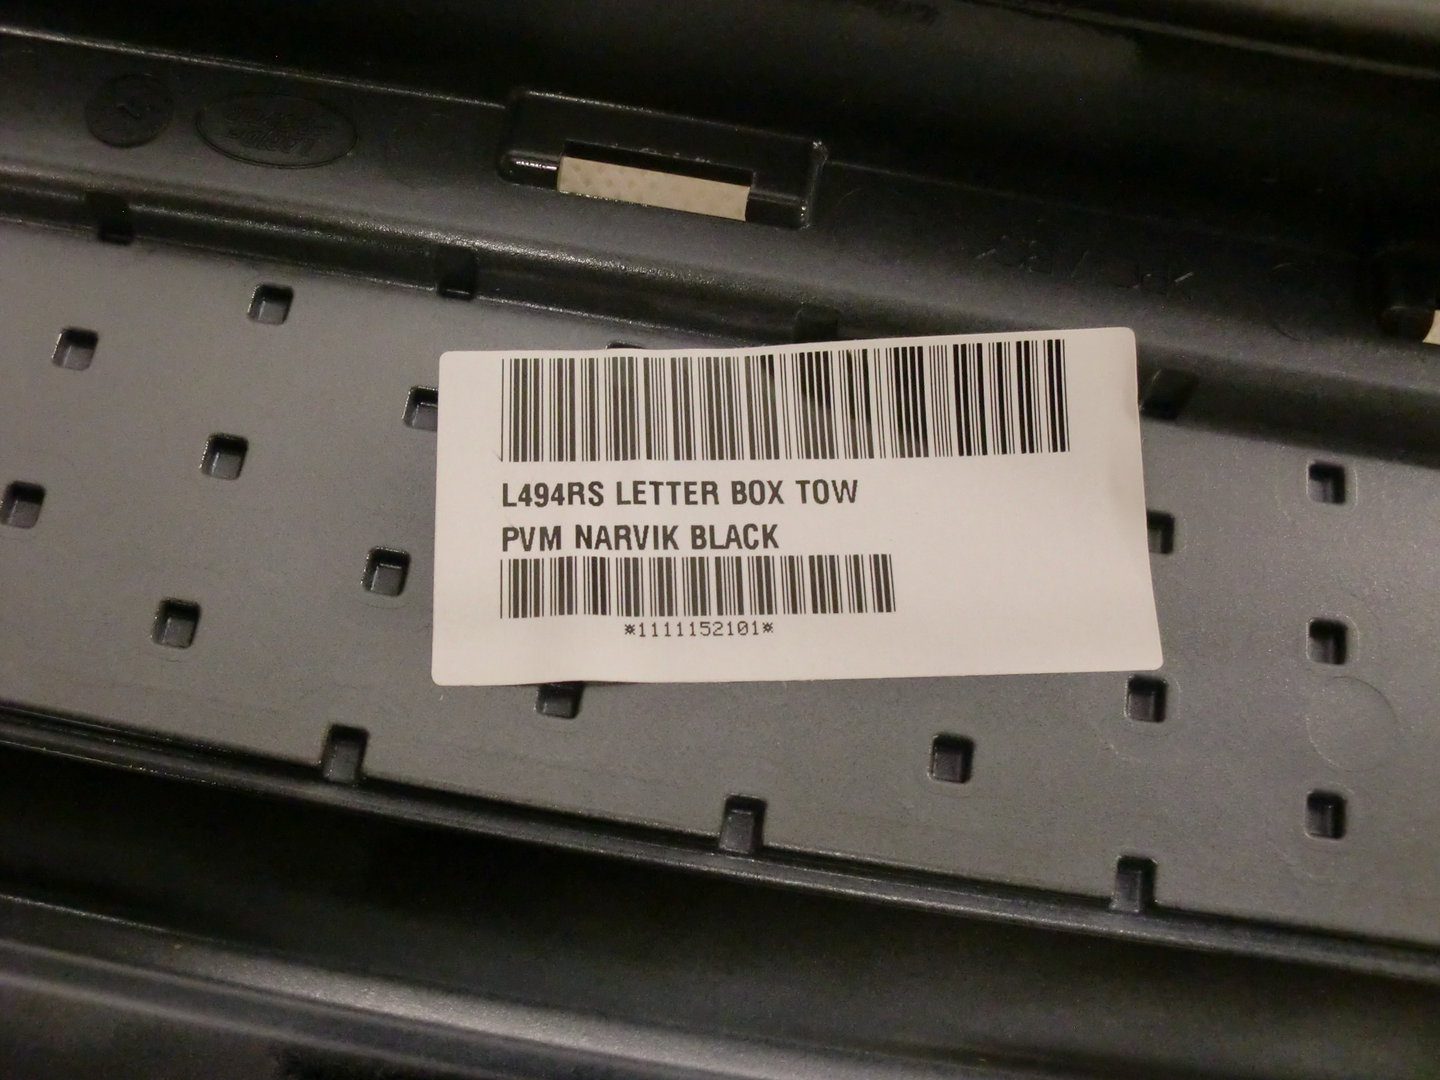 L494RS LETTER BOX TOW
PVM NARVIK BLACK
*1111152101*